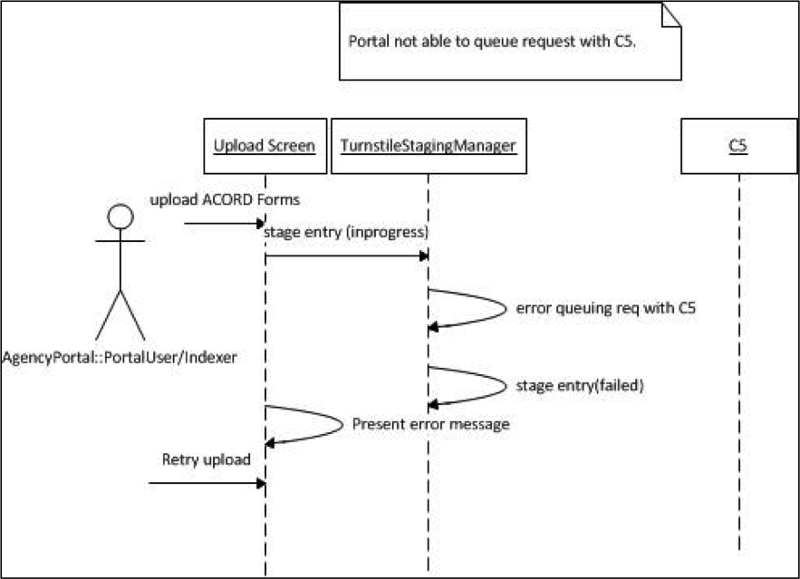 Portal not able to queue request with C5.
Upload Screen
TurnstileStagingManager
C5
upload ACORD Forms
stage entry (inprogress)
error queuing req with C5
AgencyPortal::PortalUser/Indexer
stage entry(failed)
Present error message
Retry upload